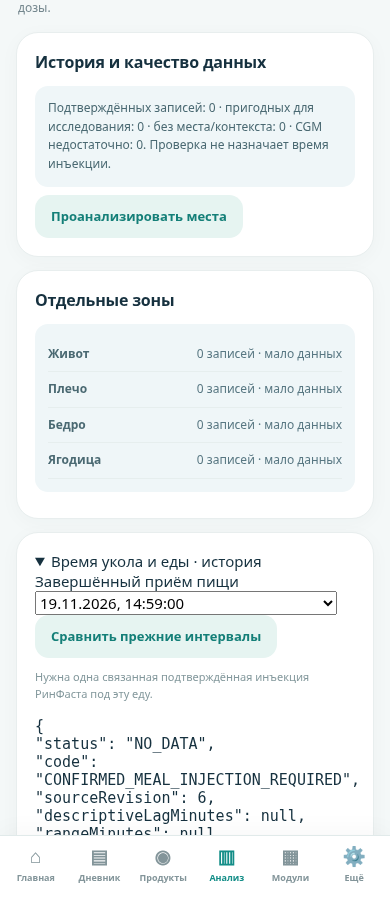 дозы.
История и качество данных
Подтверждённых записей: 0 · пригодных для
исследования: 0 · без места/контекста: 0 · CGM
недостаточно: 0. Проверка не назначает время
инъекции.
Проанализировать места
Отдельные зоны
Живот 0 записей · мало данных
Плечо 0 записей · мало данных
Бедро 0 записей · мало данных
Ягодица 0 записей · мало данных
▼ Время укола и еды · история
Завершённый приём пищи
19.11.2026, 14:59:00
Сравнить прежние интервалы
Нужна одна связанная подтверждённая инъекция
РинФаста под эту еду.
{
"status": "NO_DATA",
"code":
"CONFIRMED_MEAL_INJECTION_REQUIRED",
"sourceRevision": 6,
"descriptiveLagMinutes": null,
"rangeMinutes": null
Главная Дневник Продукты Анализ Модули Ещё